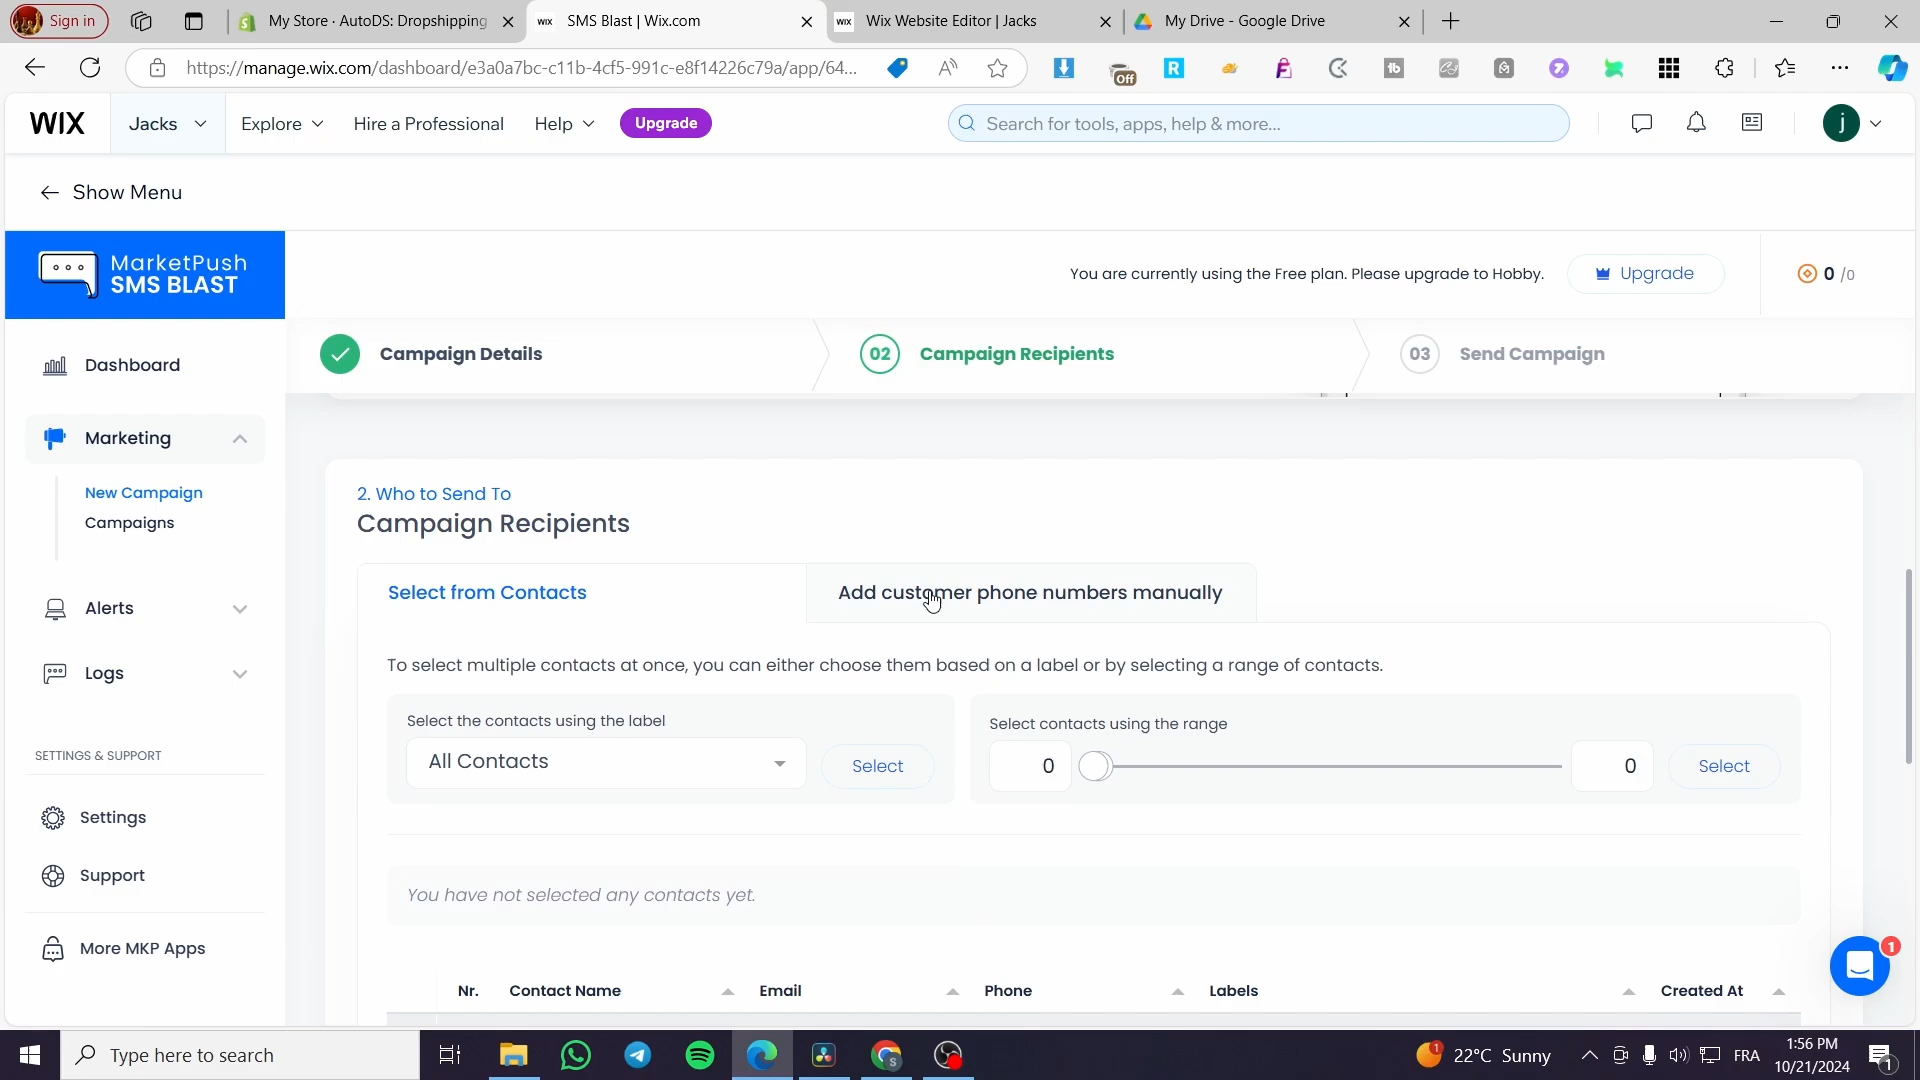 Sign in
My Store · AutoDS: Dropshipping
WIX SMS Blast | Wix.com
WIX Wix Website Editor | Jacks
My Drive - Google Drive
https://manage.wix.com/dashboard/e3a0a7bc-c11b-4cf5-991c-e8f14226c79a/app/64...
Off
WIX
Jacks
Explore
Hire a Professional
Help
Upgrade
Search for tools, apps, help & more...
j
Show Menu
MarketPush
SMS BLAST
You are currently using the Free plan. Please upgrade to Hobby.
Upgrade
0 /0
Dashboard
Marketing
New Campaign
Campaigns
Alerts
Logs
SETTINGS & SUPPORT
Settings
Support
More MKP Apps
Campaign Details
02 Campaign Recipients
03 Send Campaign
2. Who to Send To
Campaign Recipients
Select from Contacts
Add customer phone numbers manually
To select multiple contacts at once, you can either choose them based on a label or by selecting a range of contacts.
Select the contacts using the label
All Contacts
Select
Select contacts using the range
0
0
Select
You have not selected any contacts yet.
Nr. Contact Name Email Phone Labels Created At
1
Type here to search
1
22°C Sunny
FRA
1:56 PM
10/21/2024
1